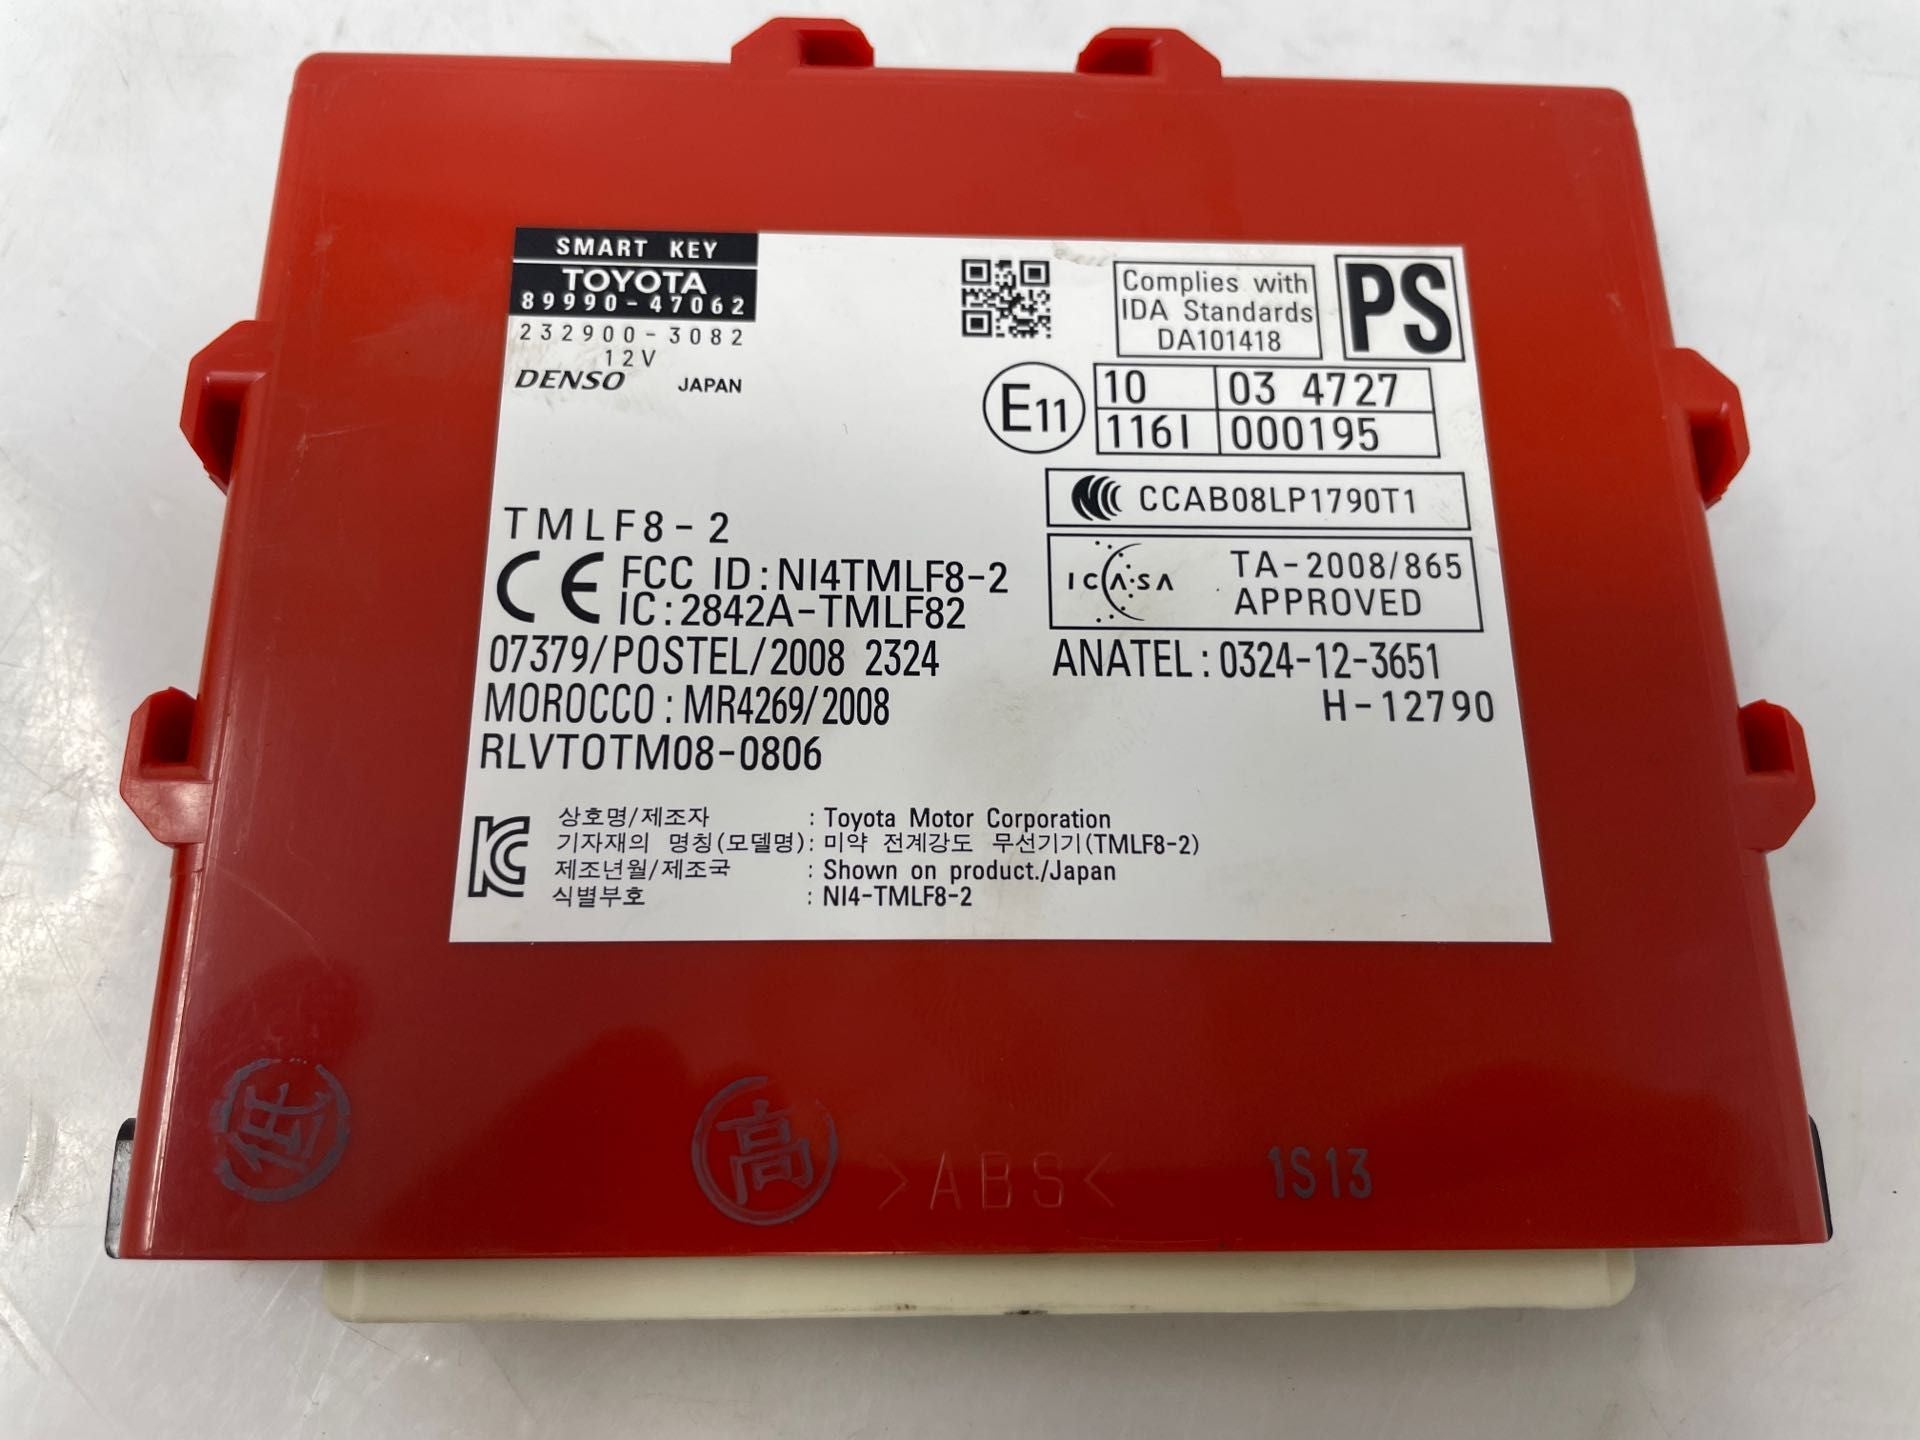 SMART KEY
TOYOTA
89990-47062
232900-3082
12V
DENSO JAPAN
Complies with
IDA Standards
DA101418
PS
E11
10 03 4727
116I 000195
CCAB08LP1790T1
TMLF8-2
CE FCC ID:NI4TMLF8-2
IC:2842A-TMLF82
ICASA TA-2008/865
APPROVED
07379/POSTEL/2008 2324
ANATEL:0324-12-3651
MOROCCO:MR4269/2008
H-12790
RLVTOTM08-0806
상호명/제조자 : Toyota Motor Corporation
기자재의 명칭(모델명): 미약 전계강도 무선기기(TMLF8-2)
제조년월/제조국 : Shown on product./Japan
식별부호 : NI4-TMLF8-2
低
高
>ABS<
1S13